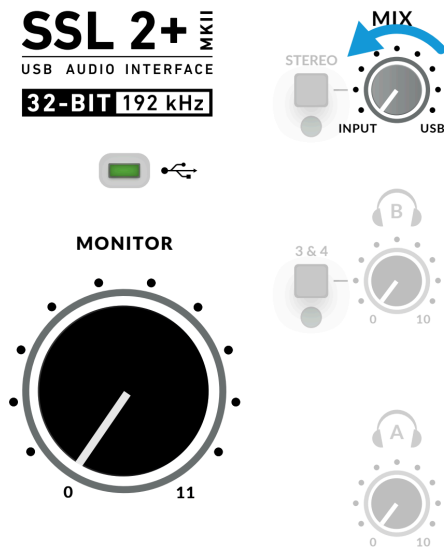 SSL 2+ MKII
USB AUDIO INTERFACE
32-BIT 192 kHz
MIX
STEREO
INPUT USB
MONITOR
B
3 & 4
0 10
0 11
A
0 10